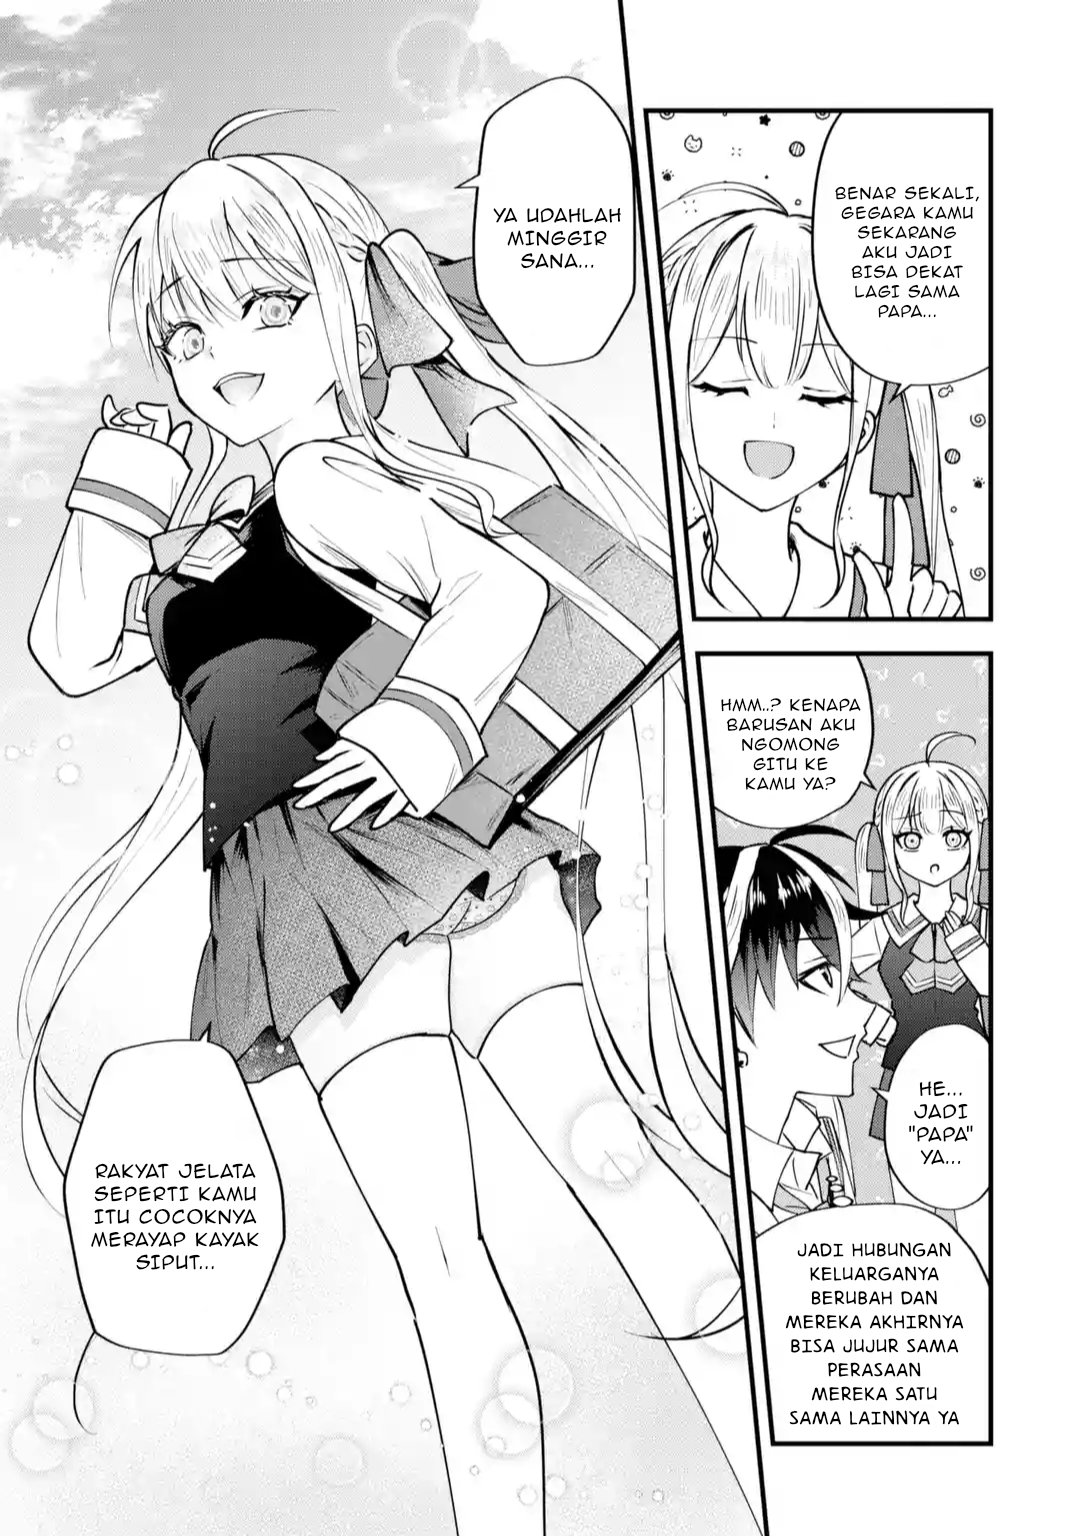 BENAR SEKALI,
GEGARA KAMU
SEKARANG
AKU JADI
BISA DEKAT
LAGI SAMA
PAPA...
HMM..? KENAPA
BARUSAN AKU
NGOMONG
GITU KE
KAMU YA?
HE...
JADI
"PAPA"
YA...
JADI HUBUNGAN
KELUARGANYA
BERUBAH DAN
MEREKA AKHIRNYA
BISA JUJUR SAMA
PERASAAN
MEREKA SATU
SAMA LAINNYA YA
YA UDAHLAH
MINGGIR
SANA...
RAKYAT JELATA
SEPERTI KAMU
ITU COCOKNYA
MERAYAP KAYAK
SIPUT...